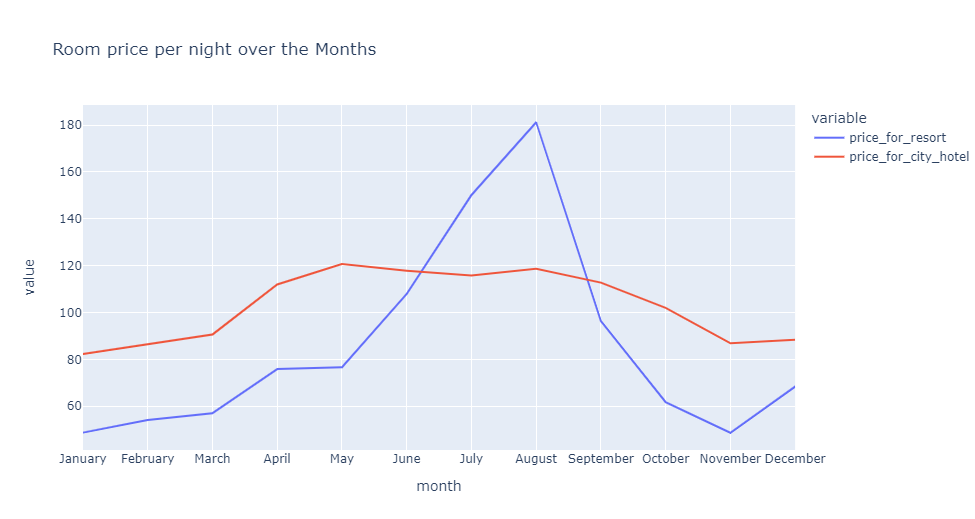 Room price per night over the Months
variable
price_for_resort
price_for_city_hotel
value
180
160
140
120
100
80
60
January February March April May June July August September October November December
month